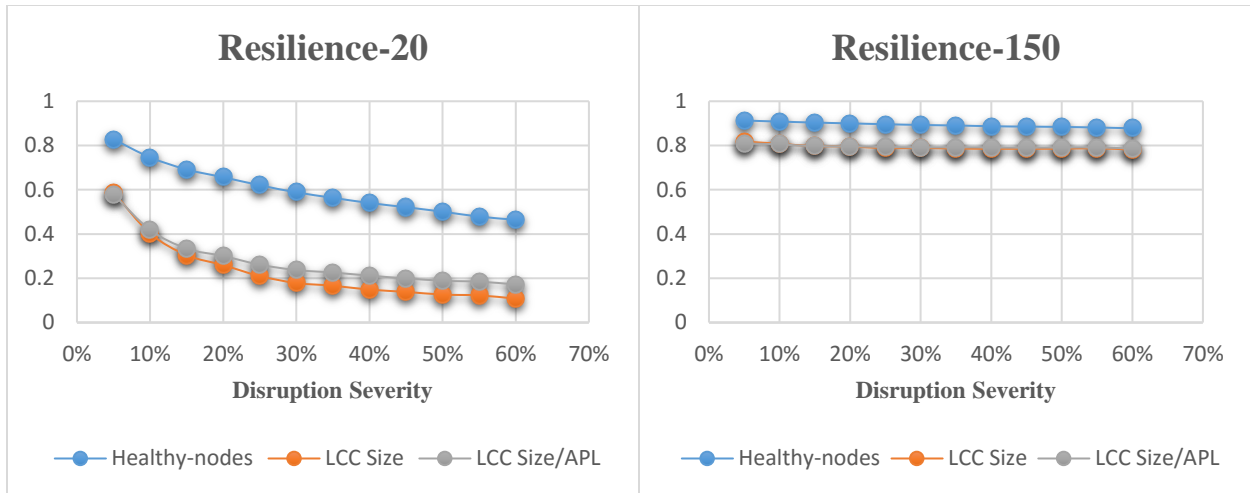 Resilience-20
1
0.8
0.6
0.4
0.2
0
0% 10% 20% 30% 40% 50% 60% 70%
Disruption Severity
Healthy-nodes LCC Size LCC Size/APL
Resilience-150
1
0.8
0.6
0.4
0.2
0
0% 10% 20% 30% 40% 50% 60% 70%
Disruption Severity
Healthy-nodes LCC Size LCC Size/APL